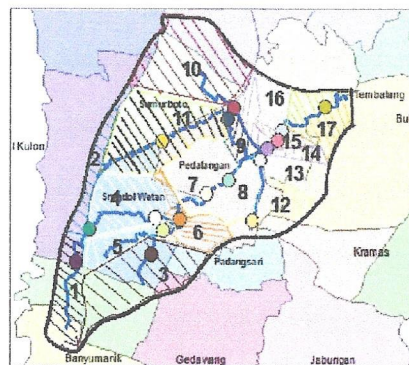 10
16
Tembalang
Sumurboto
11
17
l Kulon
15
Bu
9
14
2
Pedalangan
13
7
8
4
Srondol Wetan
12
5
6
Kramas
Padangsari
3
1
Banyumanik
Gedawang
Jabungan